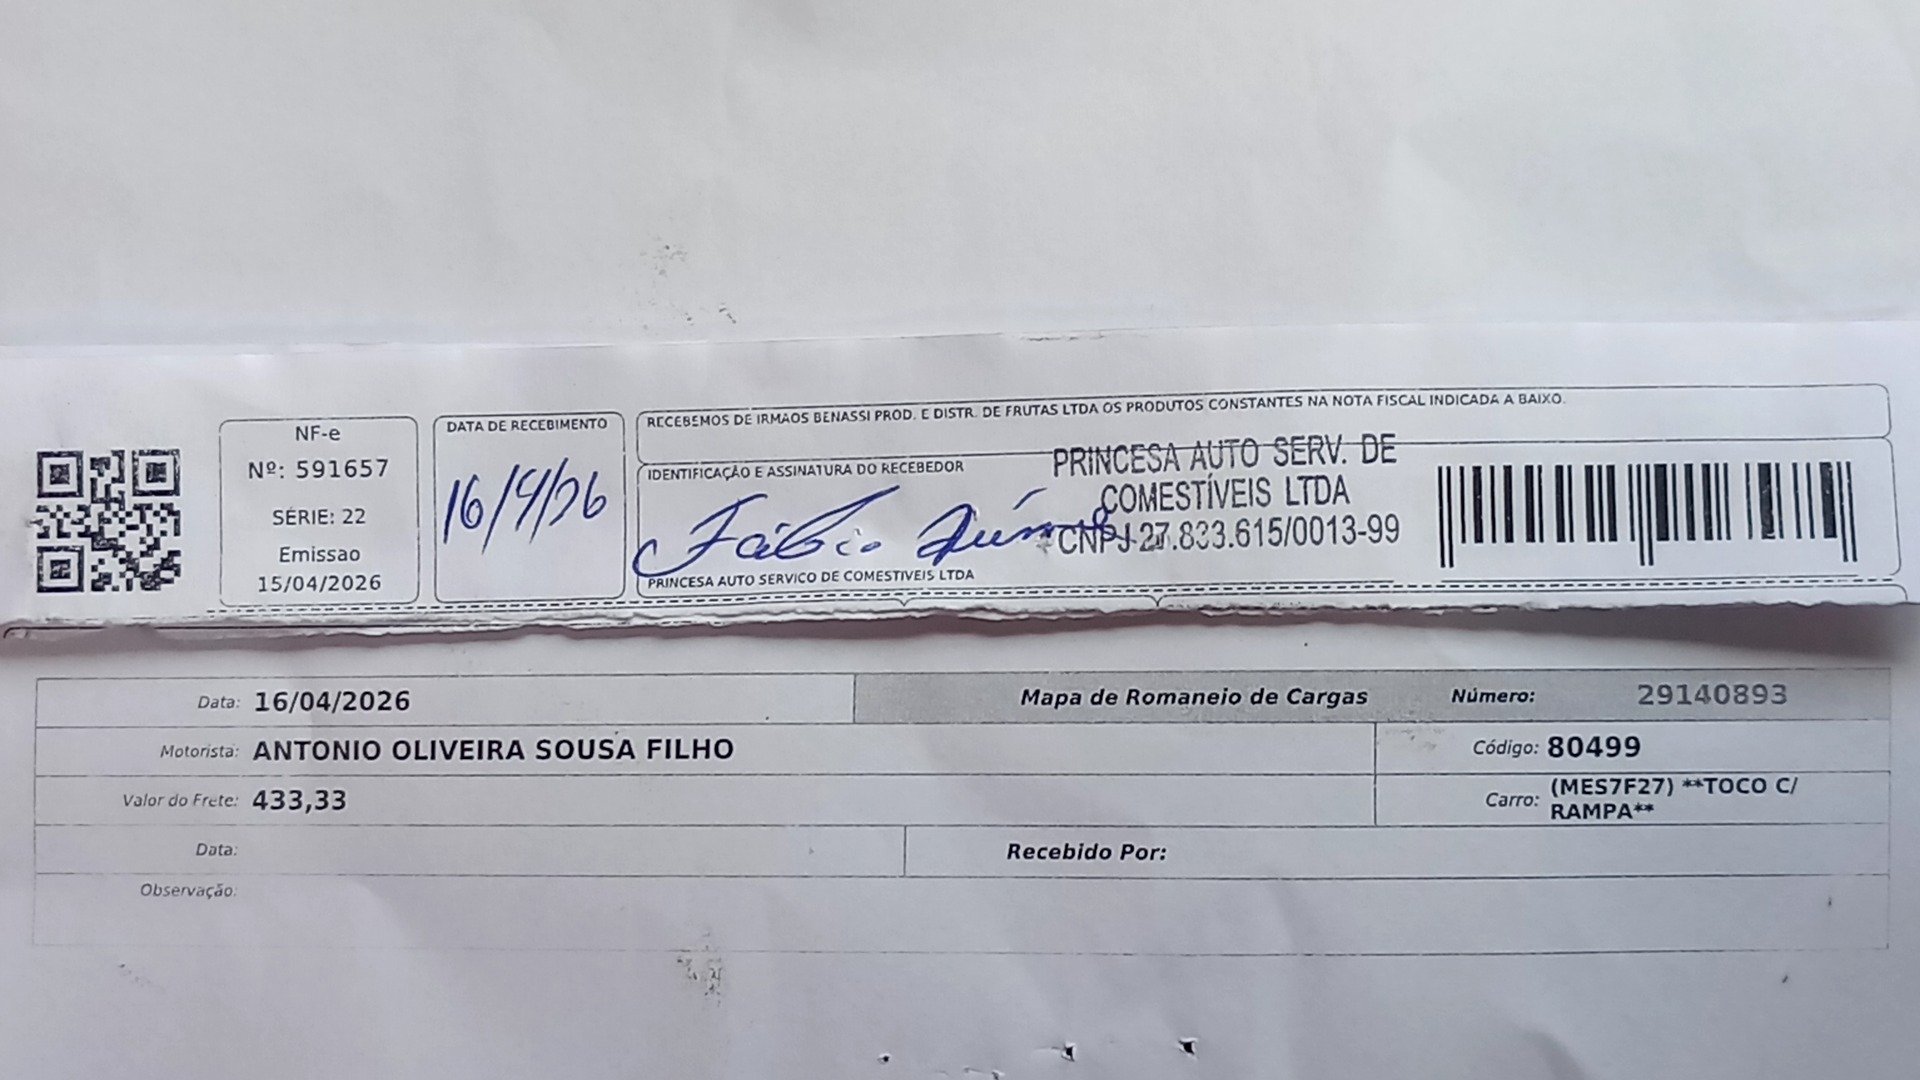 NF-e
Nº: 591657
SÉRIE: 22
Emissao
15/04/2026
DATA DE RECEBIMENTO
16/4/26
RECEBEMOS DE IRMAOS BENASSI PROD. E DISTR. DE FRUTAS LTDA OS PRODUTOS CONSTANTES NA NOTA FISCAL INDICADA A BAIXO.
IDENTIFICAÇÃO E ASSINATURA DO RECEBEDOR
Fábio
PRINCESA AUTO SERV. DE
COMESTÍVEIS LTDA
CNPJ-27.833.615/0013-99
PRINCESA AUTO SERVICO DE COMESTIVEIS LTDA
Data: 16/04/2026
Mapa de Romaneio de Cargas
Número: 29140893
Motorista: ANTONIO OLIVEIRA SOUSA FILHO
Código: 80499
Valor do Frete: 433,33
Carro: (MES7F27) **TOCO C/
RAMPA**
Data:
Recebido Por:
Observação: